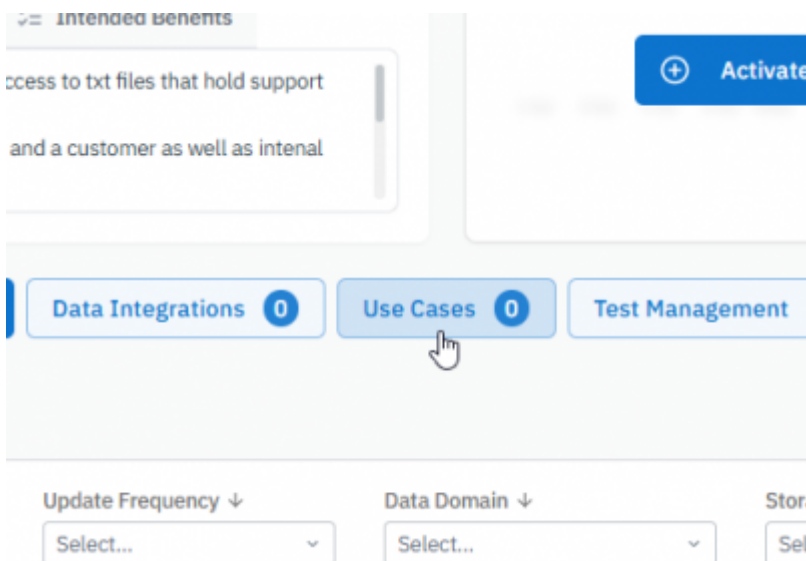 Intended Benefits
ccess to txt files that hold support
and a customer as well as intenal
Activate
Data Integrations 0
Use Cases 0
Test Management
Update Frequency ↓
Data Domain ↓
Stor
Select...
Select...
Sel